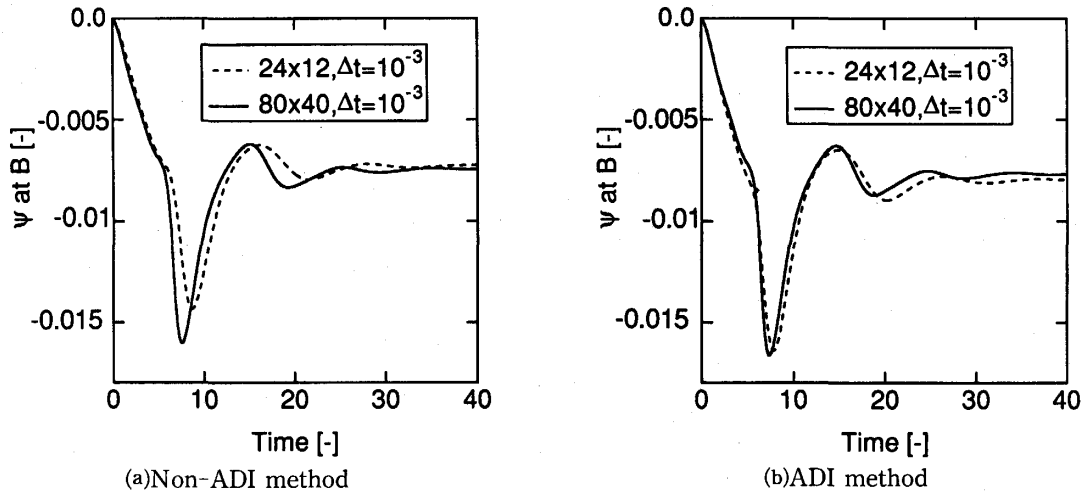 0.0
-0.005
-0.01
-0.015
ψ at B [-]
24x12,Δt=10⁻³
80x40,Δt=10⁻³
0 10 20 30 40
Time [-]
(a)Non-ADI method
0.0
-0.005
-0.01
-0.015
ψ at B [-]
24x12,Δt=10⁻³
80x40,Δt=10⁻³
0 10 20 30 40
Time [-]
(b)ADI method